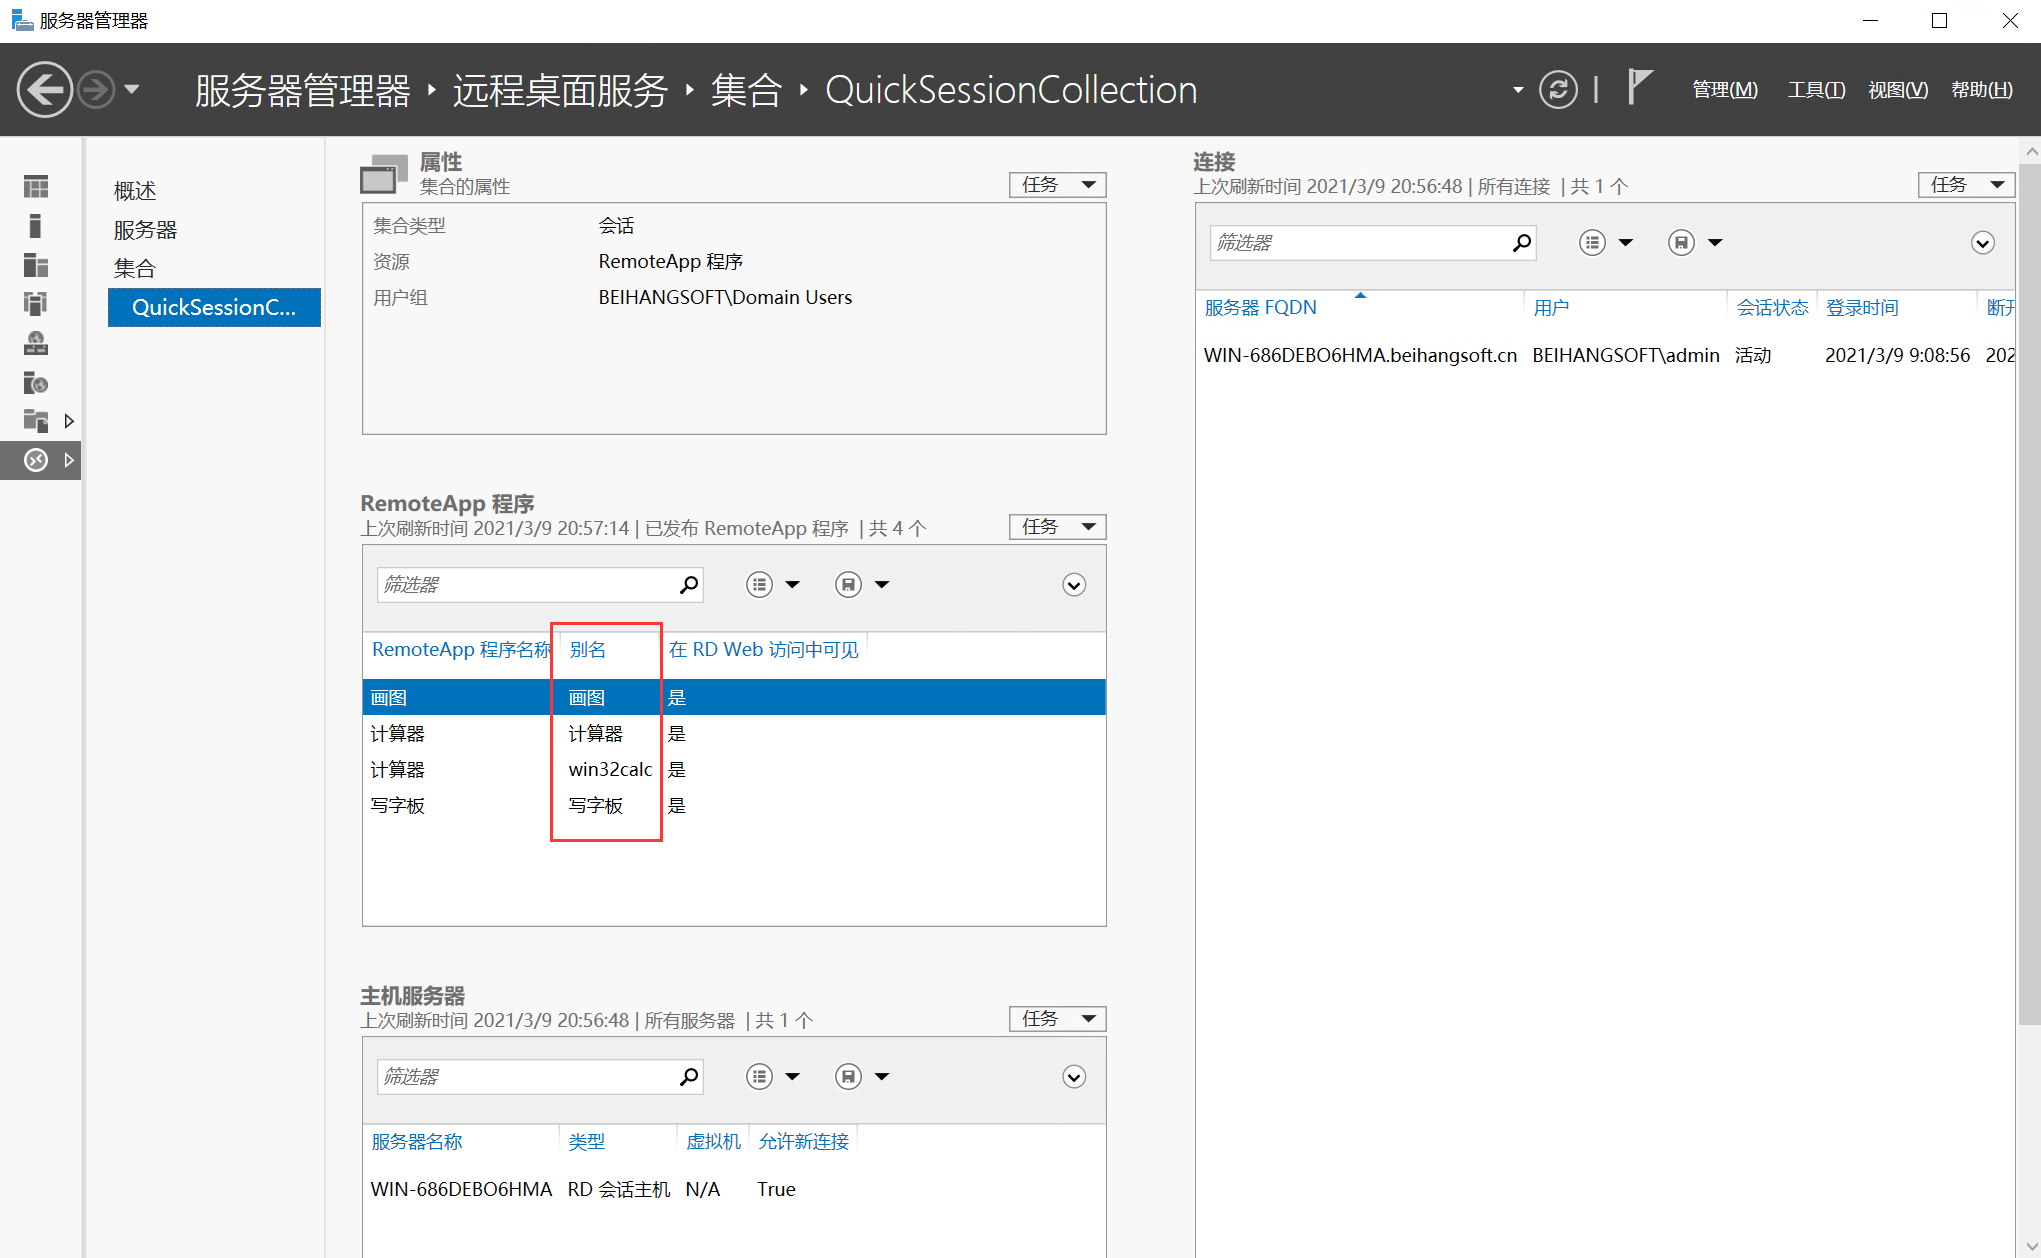 服务器管理器
服务器管理器 ‣ 远程桌面服务 ‣ 集合 ‣ QuickSessionCollection
管理(M) 工具(T) 视图(V) 帮助(H)
概述
服务器
集合
QuickSessionC...
属性
集合的属性
任务
集合类型 会话
资源 RemoteApp 程序
用户组 BEIHANGSOFT\Domain Users
RemoteApp 程序
上次刷新时间 2021/3/9 20:57:14 | 已发布 RemoteApp 程序 | 共 4 个
任务
筛选器
RemoteApp 程序名称 别名 在 RD Web 访问中可见
画图 画图 是
计算器 计算器 是
计算器 win32calc 是
写字板 写字板 是
主机服务器
上次刷新时间 2021/3/9 20:56:48 | 所有服务器 | 共 1 个
任务
筛选器
服务器名称 类型 虚拟机 允许新连接
WIN-686DEBO6HMA RD 会话主机 N/A True
连接
上次刷新时间 2021/3/9 20:56:48 | 所有连接 | 共 1 个
任务
筛选器
服务器 FQDN 用户 会话状态 登录时间 断开
WIN-686DEBO6HMA.beihangsoft.cn BEIHANGSOFT\admin 活动 2021/3/9 9:08:56 202